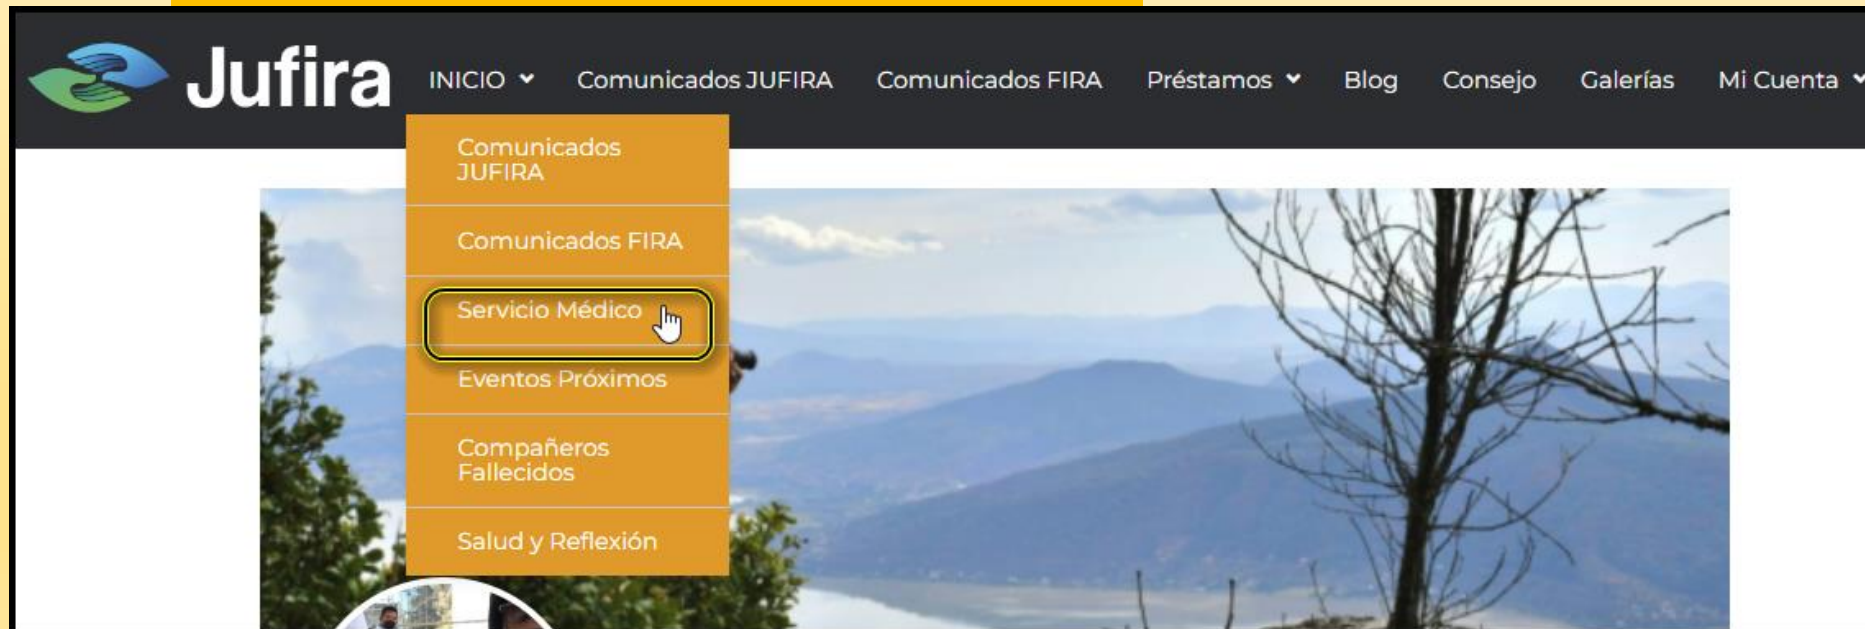 Jufira
INICIO Comunicados JUFIRA Comunicados FIRA Préstamos Blog Consejo Galerías Mi Cuenta
Comunicados
JUFIRA
Comunicados FIRA
Servicio Médico
Eventos Próximos
Compañeros
Fallecidos
Salud y Reflexión